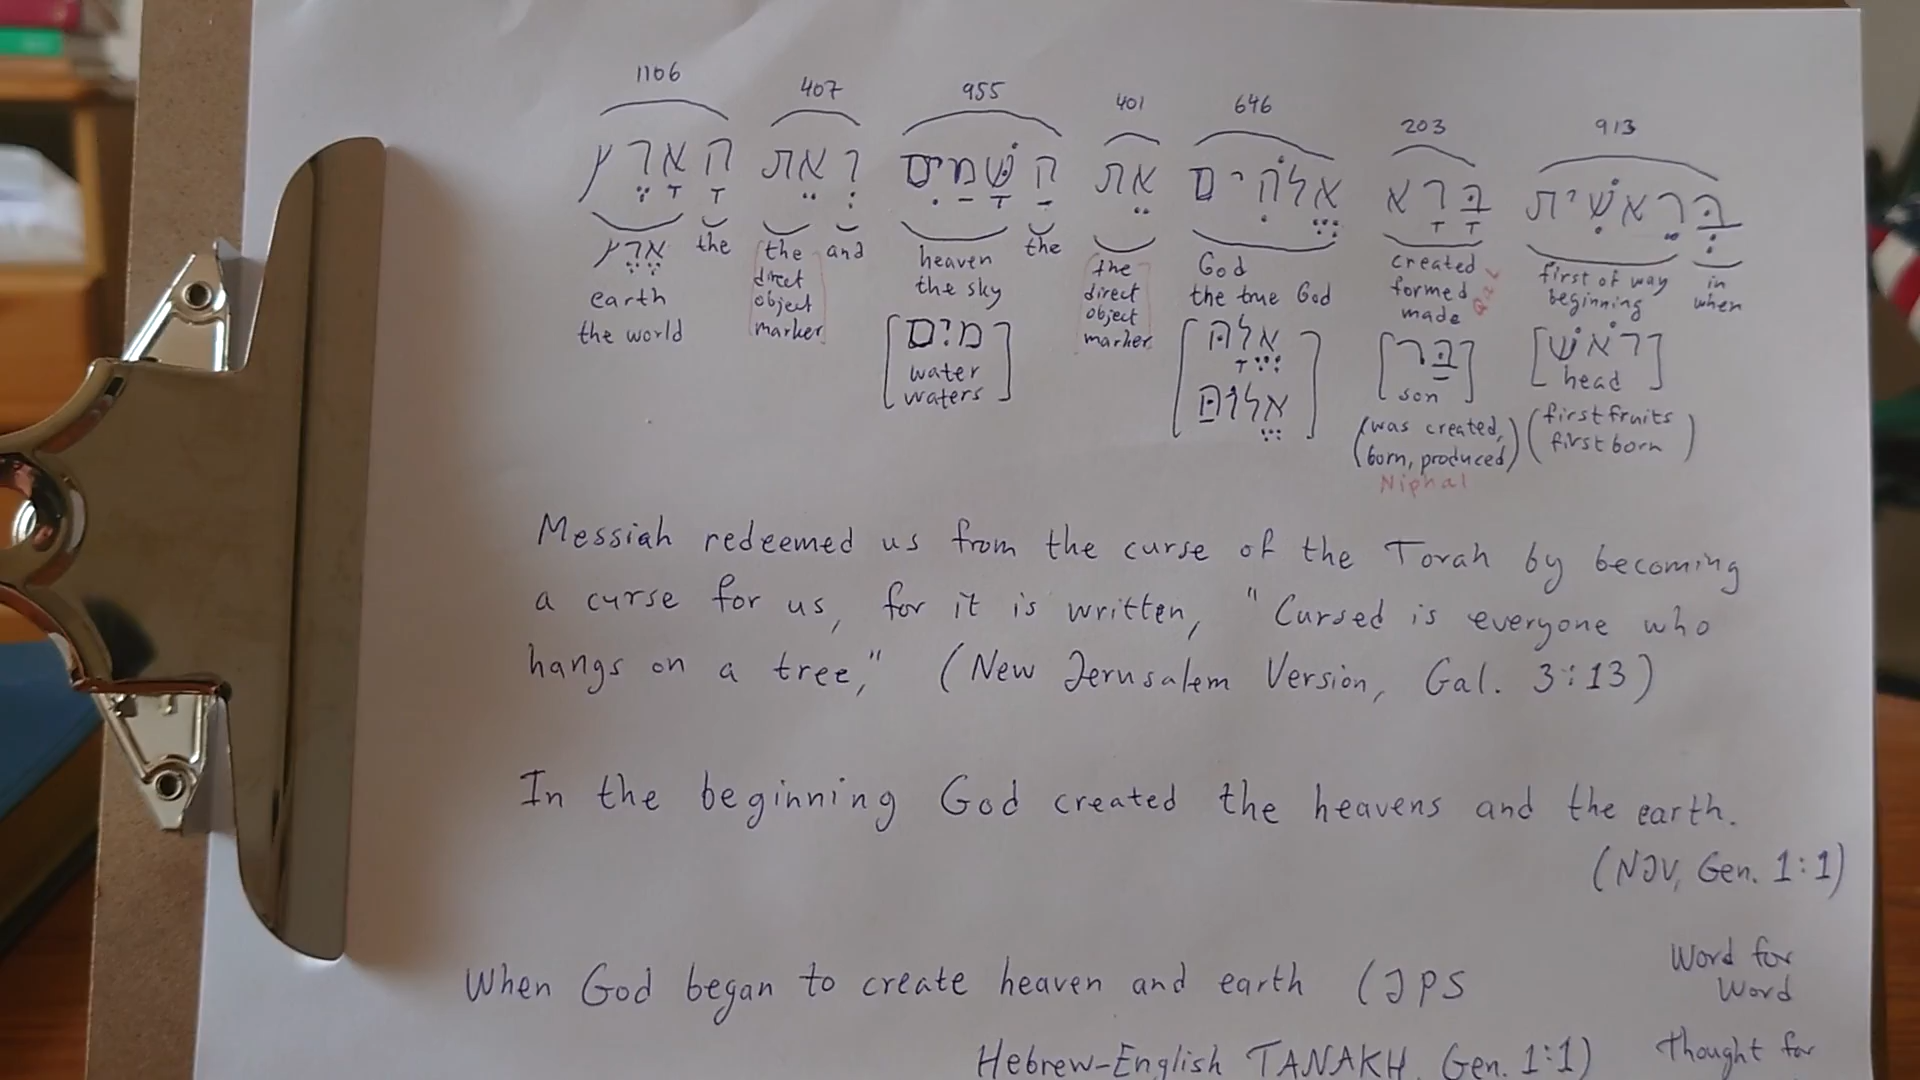 1106 407 955 401 646 203 913
בְּרֵאשִׁית בָּרָא אֱלֹהִים אֵת הַשָּׁמַיִם וְאֵת הָאָרֶץ
אֶרֶץ the
earth
the world
the and
direct
object
marker
heaven the
the sky
[מים]
water
waters
the
direct
object
marker
God
the true God
[אֱלָהּ
אֱלוֹהַּ]
created
formed
made
Qal
[בַּר]
son
(was created,
born, produced)
Niphal
first of way
beginning
in
when
[רֹאשׁ]
head
(first fruits
first born)
Messiah redeemed us from the curse of the Torah by becoming
a curse for us, for it is written, "Cursed is everyone who
hangs on a tree," (New Jerusalem Version, Gal. 3:13)
In the beginning God created the heavens and the earth.
(NJV, Gen. 1:1)
When God began to create heaven and earth (JPS
Hebrew-English TANAKH, Gen. 1:1)
Word for
Word
Thought for